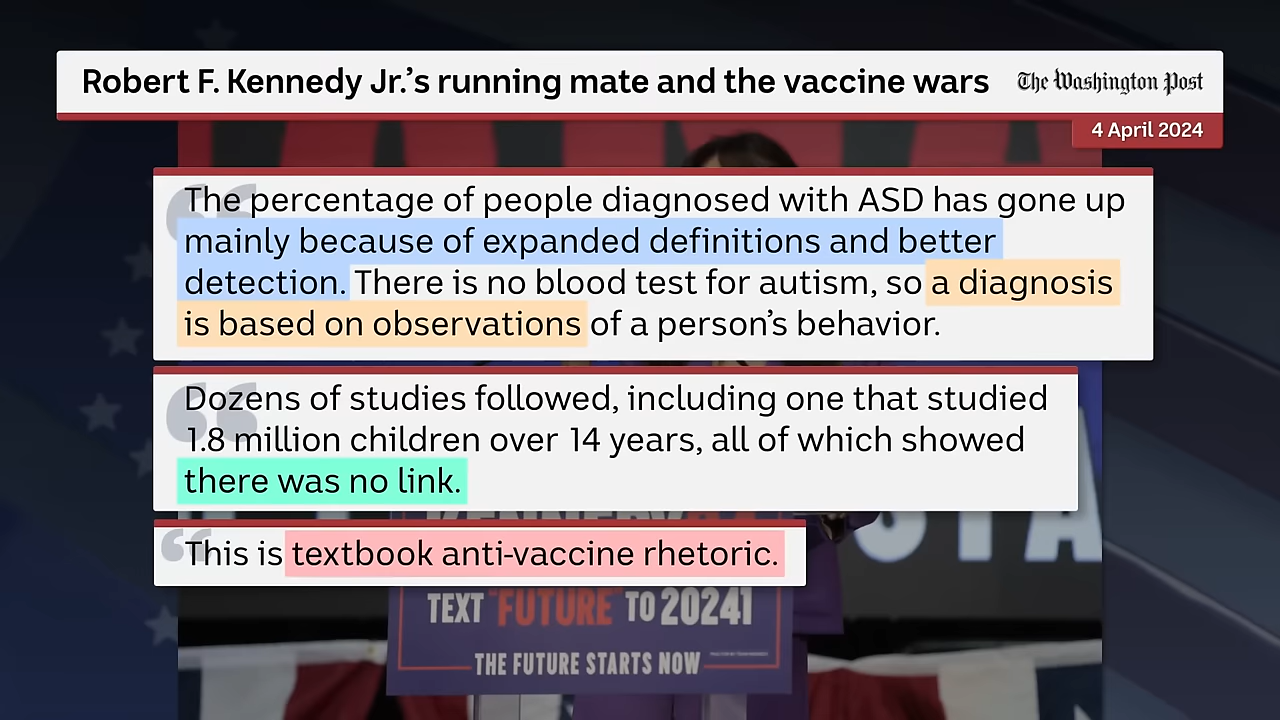 Robert F. Kennedy Jr.’s running mate and the vaccine wars
The Washington Post
4 April 2024
“
The percentage of people diagnosed with ASD has gone up
mainly because of expanded definitions and better
detection. There is no blood test for autism, so a diagnosis
is based on observations of a person’s behavior.
“
Dozens of studies followed, including one that studied
1.8 million children over 14 years, all of which showed
there was no link.
“
This is textbook anti-vaccine rhetoric.
KENNEDY24
TEXT "FUTURE" TO 20241
THE FUTURE STARTS NOW